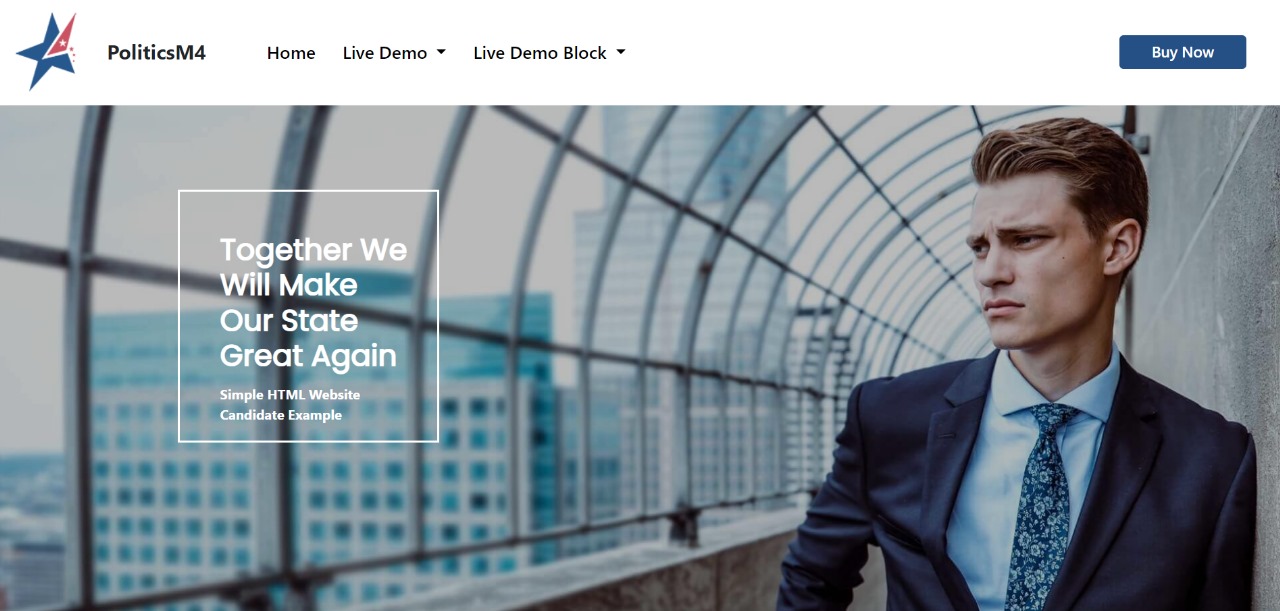 PoliticsM4
Home
Live Demo
Live Demo Block
Buy Now
Together We
Will Make
Our State
Great Again
Simple HTML Website
Candidate Example